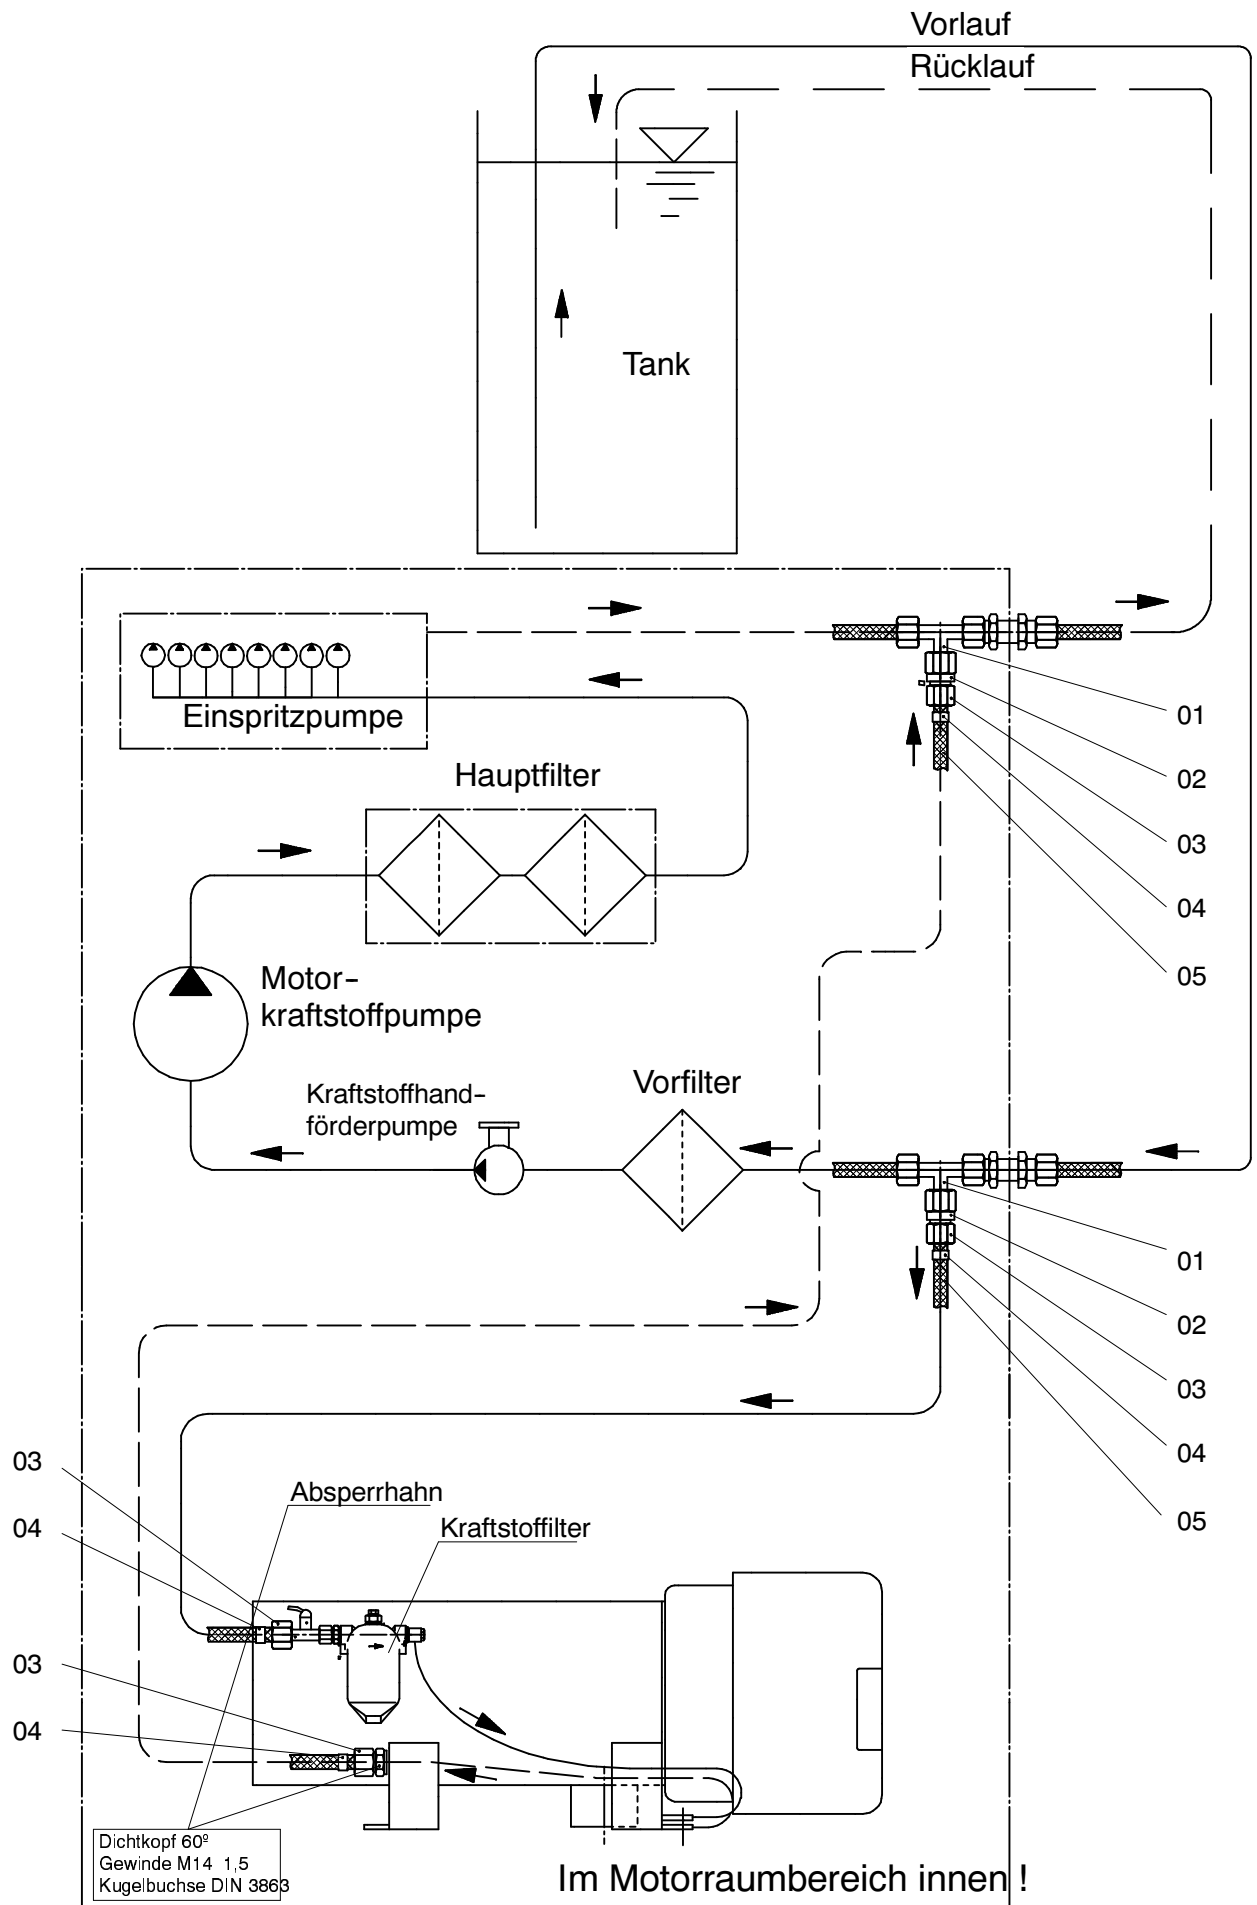 Vorlauf
Rücklauf
Tank
Einspritzpumpe
01
Hauptfilter
02
03
04
05
Motor-
kraftstoffpumpe
Vorfilter
Kraftstoffhand-
förderpumpe
01
02
03
04
05
03
Absperrhahn
04
Kraftstoffilter
03
04
Dichtkopf 60º
Gewinde M14 1,5
Kugelbuchse DIN 3863
Im Motorraumbereich innen !